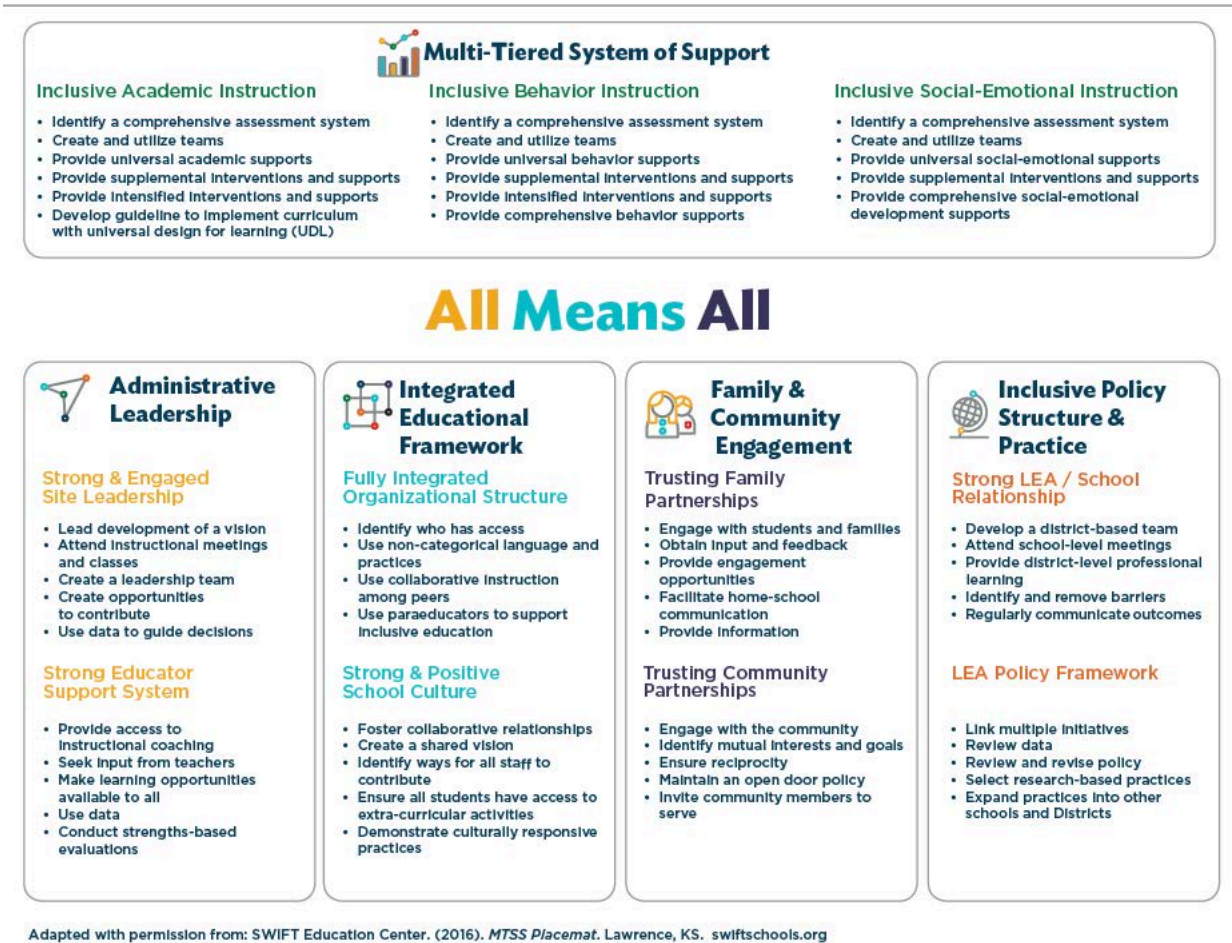 Multi-Tiered System of Support
Inclusive Academic Instruction
• Identify a comprehensive assessment system
• Create and utilize teams
• Provide universal academic supports
• Provide supplemental interventions and supports
• Provide intensified interventions and supports
• Develop guideline to implement curriculum
with universal design for learning (UDL)
Inclusive Behavior Instruction
• Identify a comprehensive assessment system
• Create and utilize teams
• Provide universal behavior supports
• Provide supplemental interventions and supports
• Provide intensified interventions and supports
• Provide comprehensive behavior supports
Inclusive Social-Emotional Instruction
• Identify a comprehensive assessment system
• Create and utilize teams
• Provide universal social-emotional supports
• Provide supplemental interventions and supports
• Provide comprehensive social-emotional
development supports
All Means All
Administrative
Leadership
Strong & Engaged
Site Leadership
• Lead development of a vision
• Attend instructional meetings
and classes
• Create a leadership team
• Create opportunities
to contribute
• Use data to guide decisions
Strong Educator
Support System
• Provide access to
instructional coaching
• Seek input from teachers
• Make learning opportunities
available to all
• Use data
• Conduct strengths-based
evaluations
Integrated
Educational
Framework
Fully Integrated
Organizational Structure
• Identify who has access
• Use non-categorical language and
practices
• Use collaborative instruction
among peers
• Use paraeducators to support
inclusive education
Strong & Positive
School Culture
• Foster collaborative relationships
• Create a shared vision
• Identify ways for all staff to
contribute
• Ensure all students have access to
extra-curricular activities
• Demonstrate culturally responsive
practices
Family &
Community
Engagement
Trusting Family
Partnerships
• Engage with students and families
• Obtain input and feedback
• Provide engagement
opportunities
• Facilitate home-school
communication
• Provide information
Trusting Community
Partnerships
• Engage with the community
• Identify mutual interests and goals
• Ensure reciprocity
• Maintain an open door policy
• Invite community members to
serve
Inclusive Policy
Structure &
Practice
Strong LEA / School
Relationship
• Develop a district-based team
• Attend school-level meetings
• Provide district-level professional
learning
• Identify and remove barriers
• Regularly communicate outcomes
LEA Policy Framework
• Link multiple initiatives
• Review data
• Review and revise policy
• Select research-based practices
• Expand practices into other
schools and Districts
Adapted with permission from: SWIFT Education Center. (2016). MTSS Placemat. Lawrence, KS. swiftschools.org